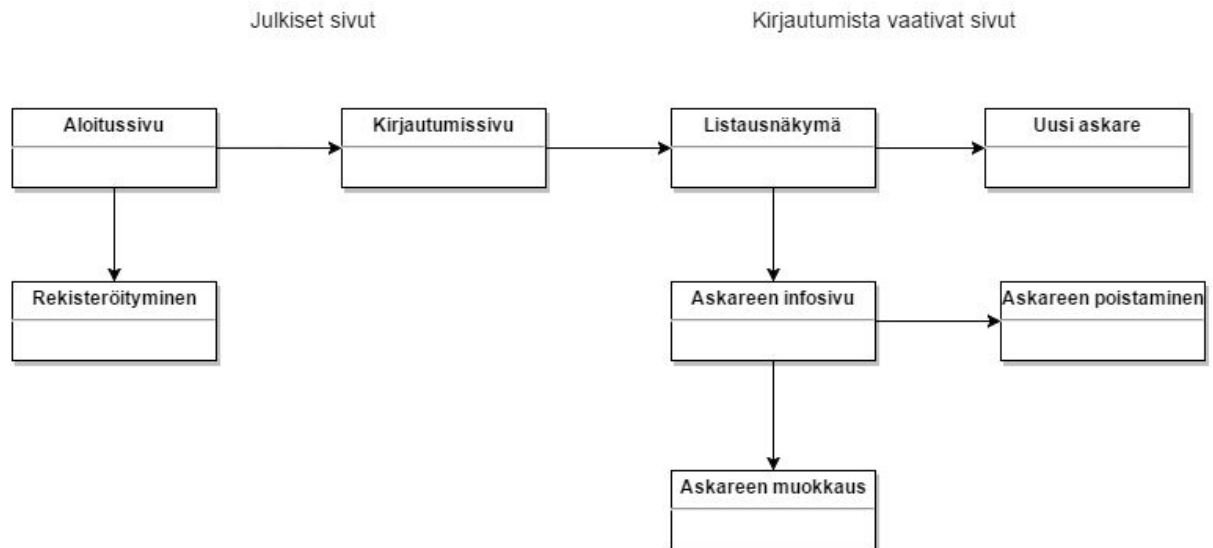 Julkiset sivut
Kirjautumista vaativat sivut
Aloitussivu
Kirjautumissivu
Listausnäkymä
Uusi askare
Rekisteröityminen
Askareen infosivu
Askareen poistaminen
Askareen muokkaus